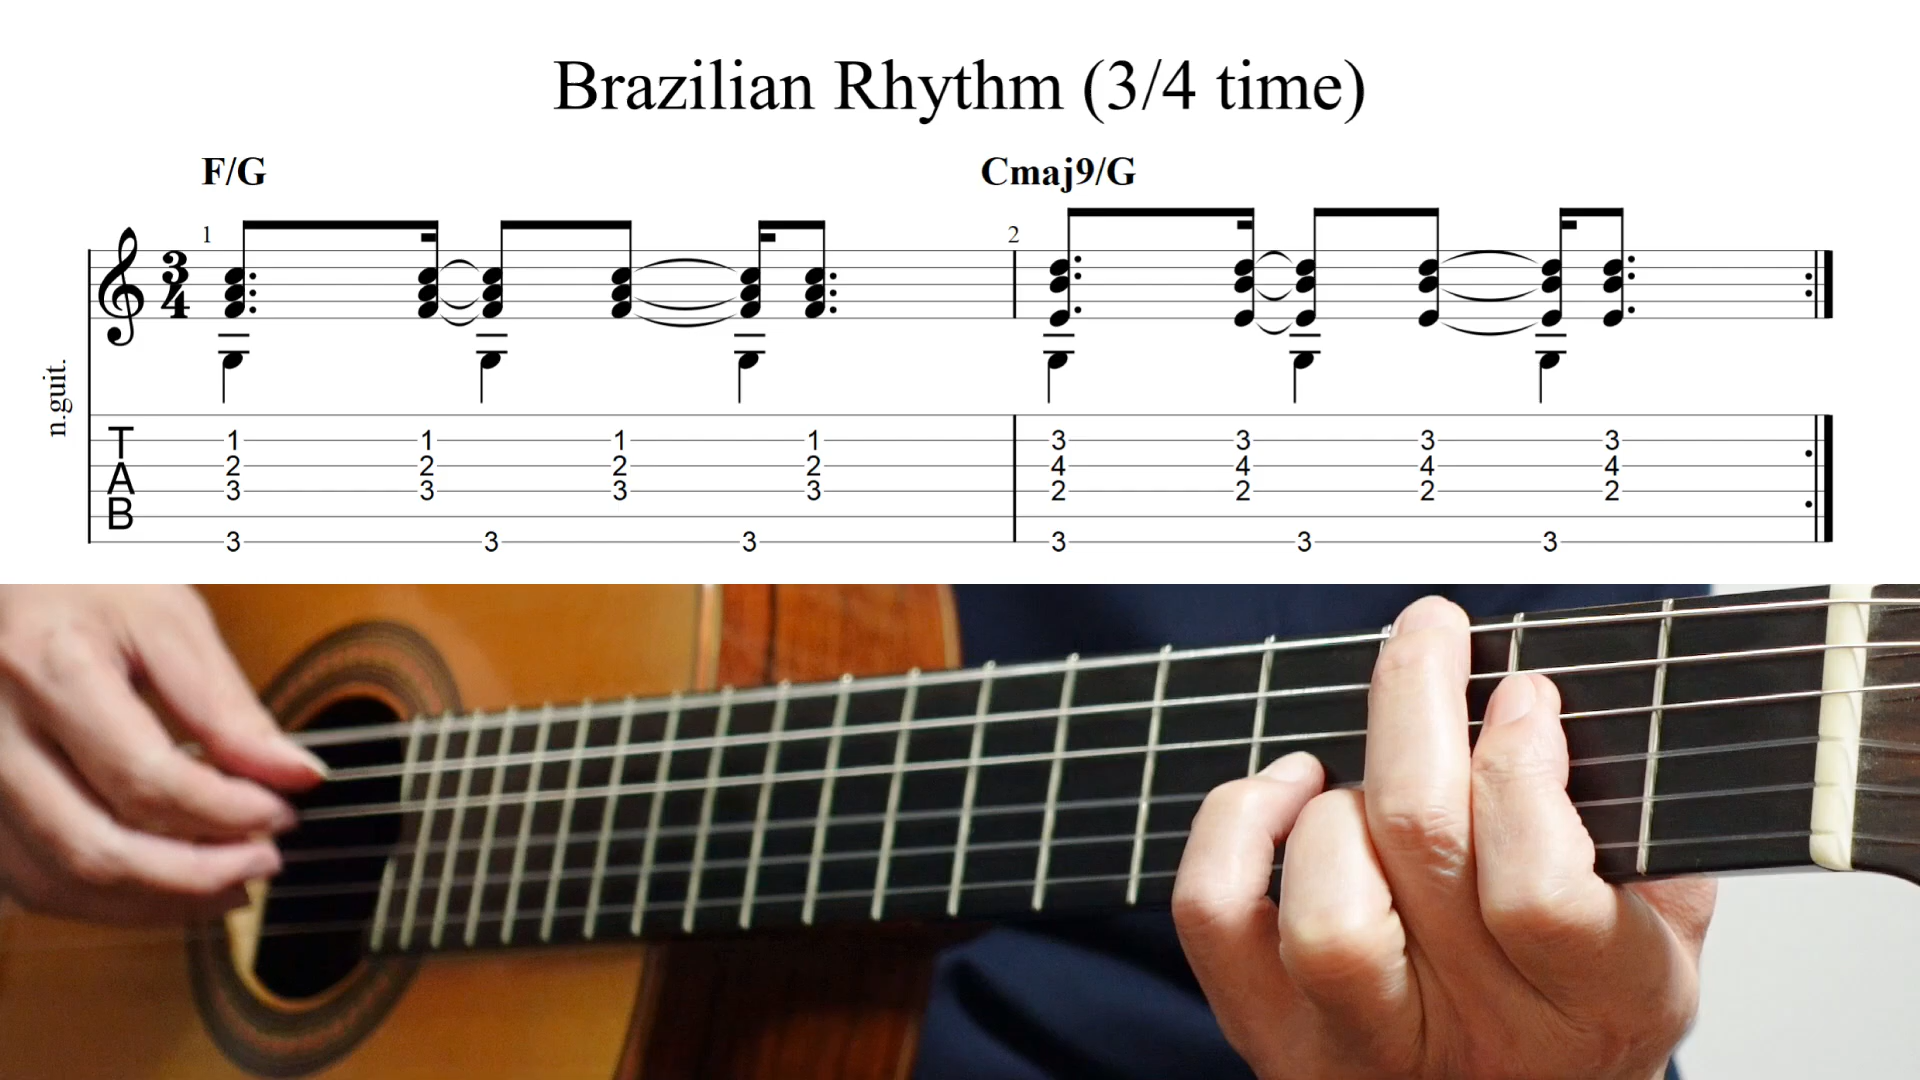 Brazilian Rhythm (3/4 time)
F/G Cmaj9/G
1 2
3
4
n.guit.
T 1 1 1 1 3 3 3 3
A 2 2 2 2 4 4 4 4
3 3 3 3 2 2 2 2
B
3 3 3 3 3 3